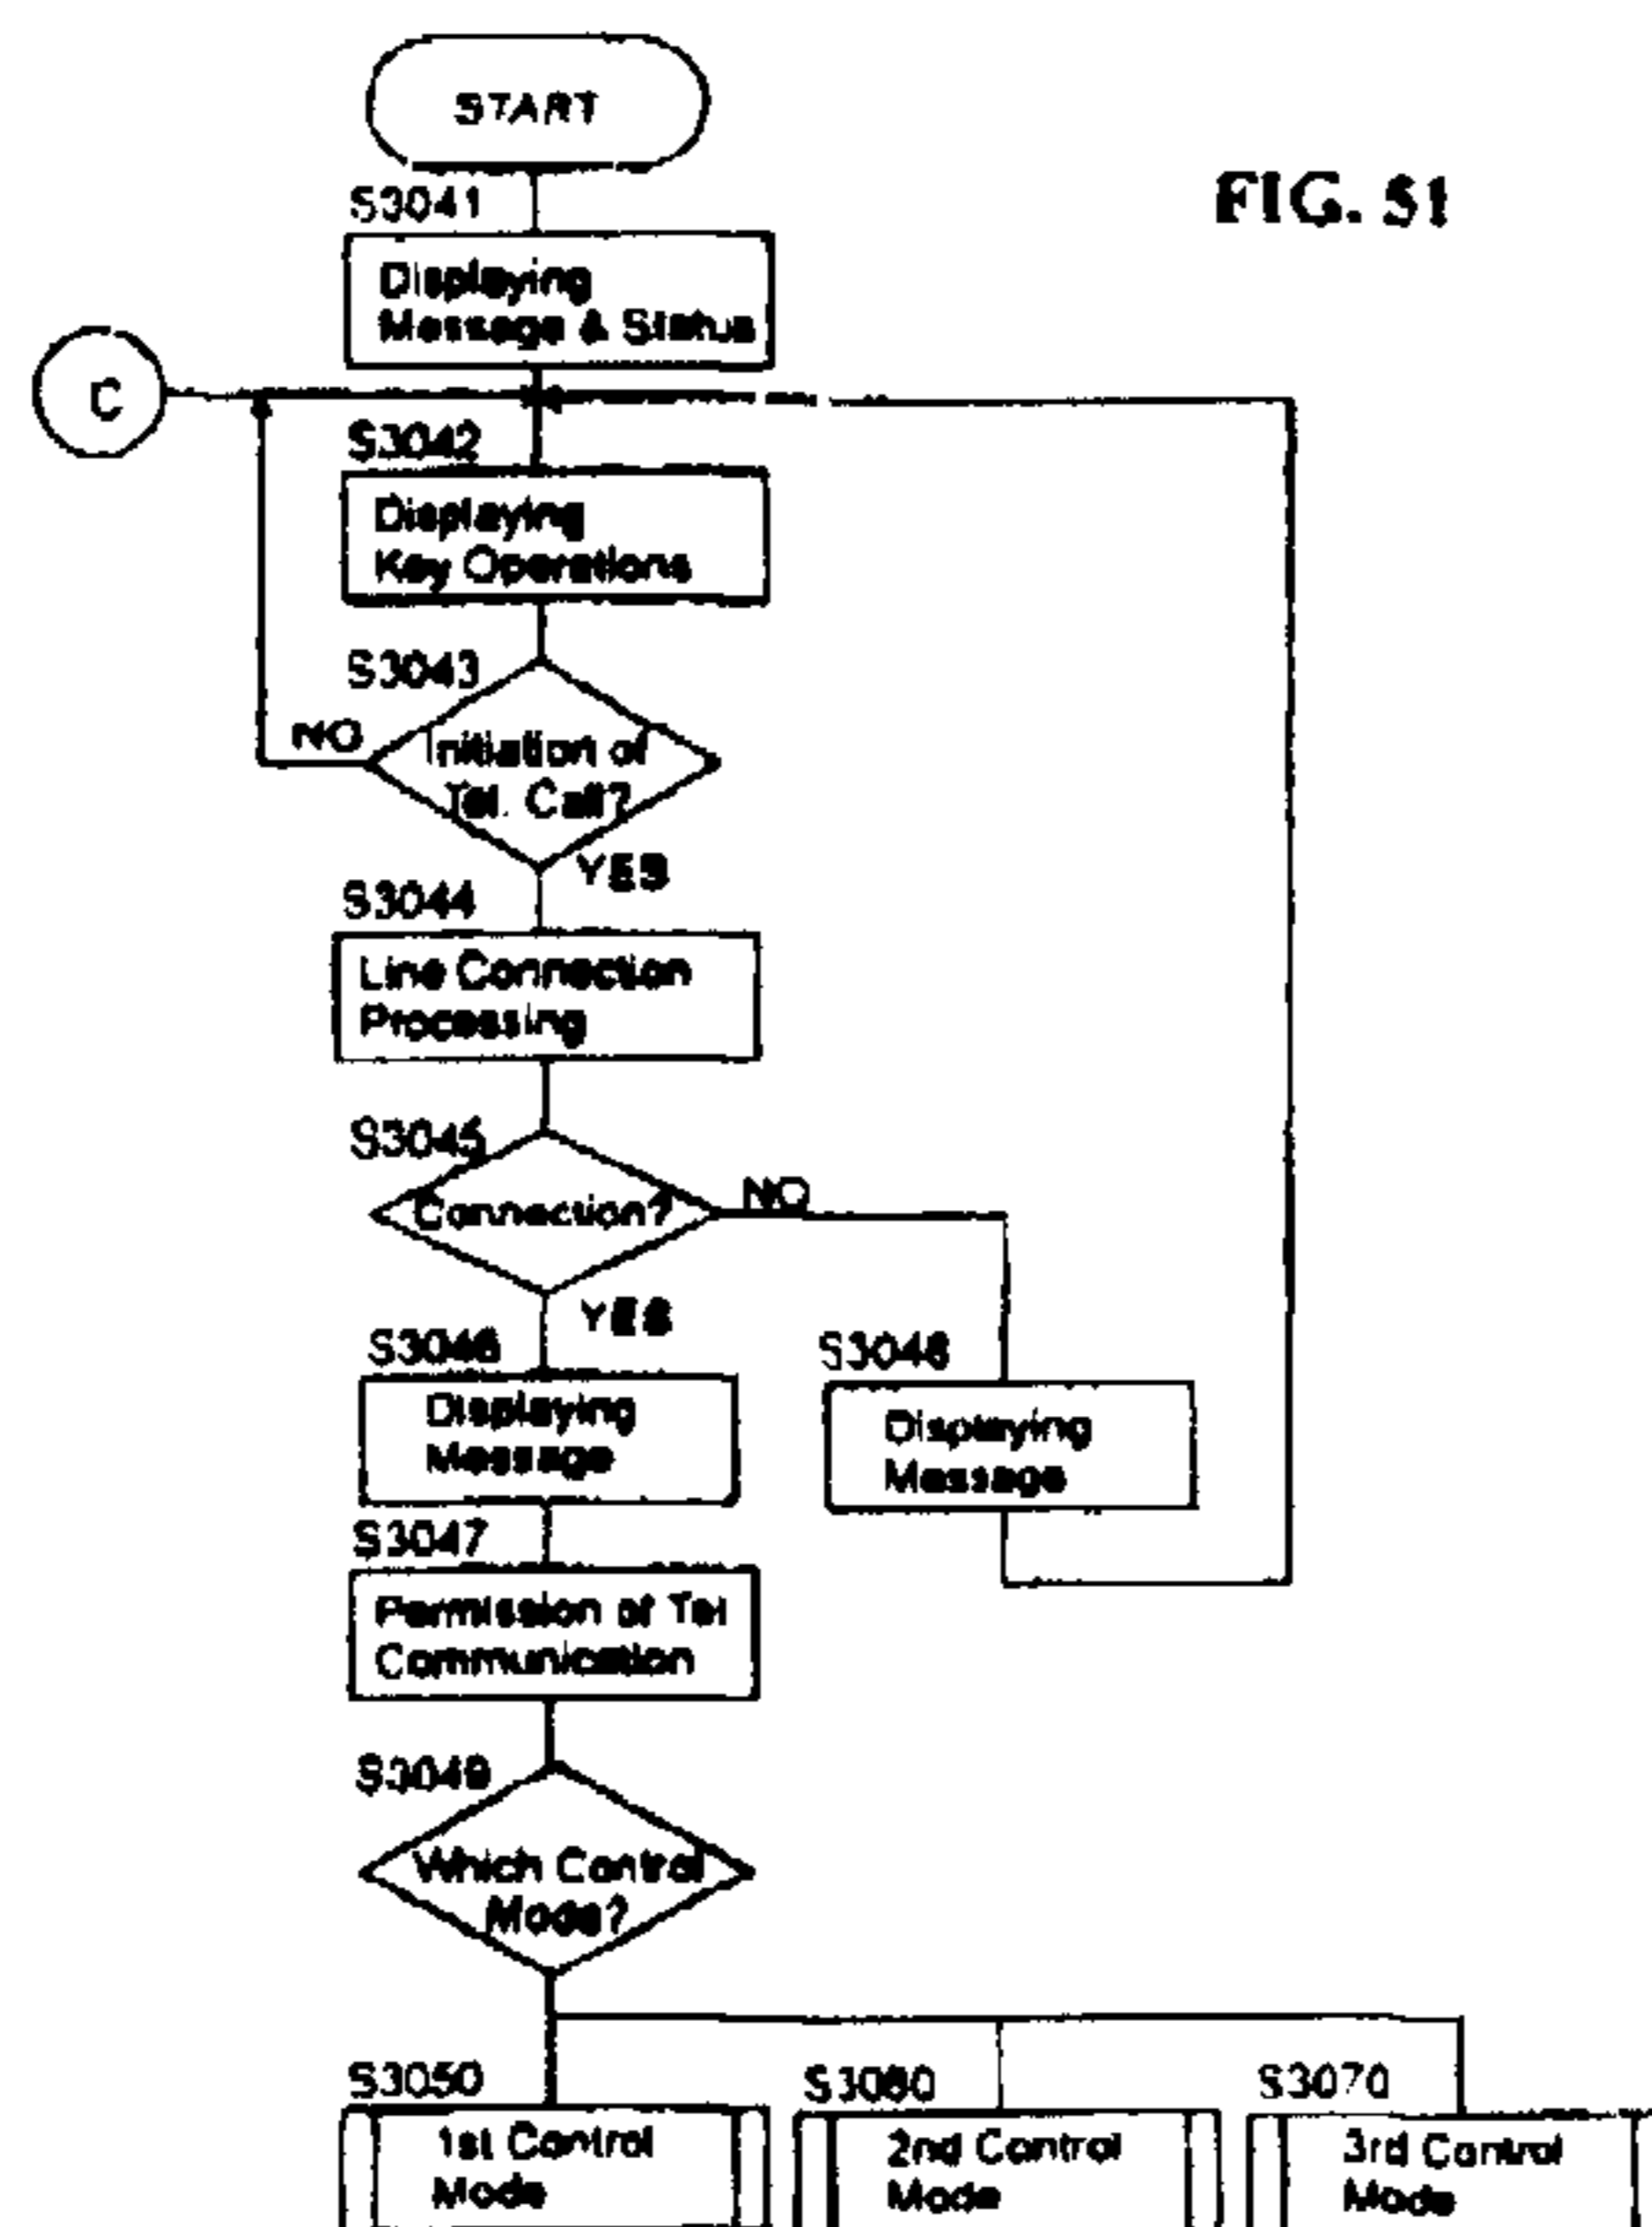 START
FIG. 51
S3041
Displaying
Message & Status
C
S3042
Displaying
Key Operations
S3043
NO
Initiation of
Tel. Call?
YES
S3044
Line Connection
Processing
S3045
Connection?
NO
YES
S3046
Displaying
Message
S3048
Displaying
Message
S3047
Permission of Tel
Communication
S3049
Which Control
Mode?
S3050
1st Control
Mode
S3060
2nd Control
Mode
S3070
3rd Control
Mode